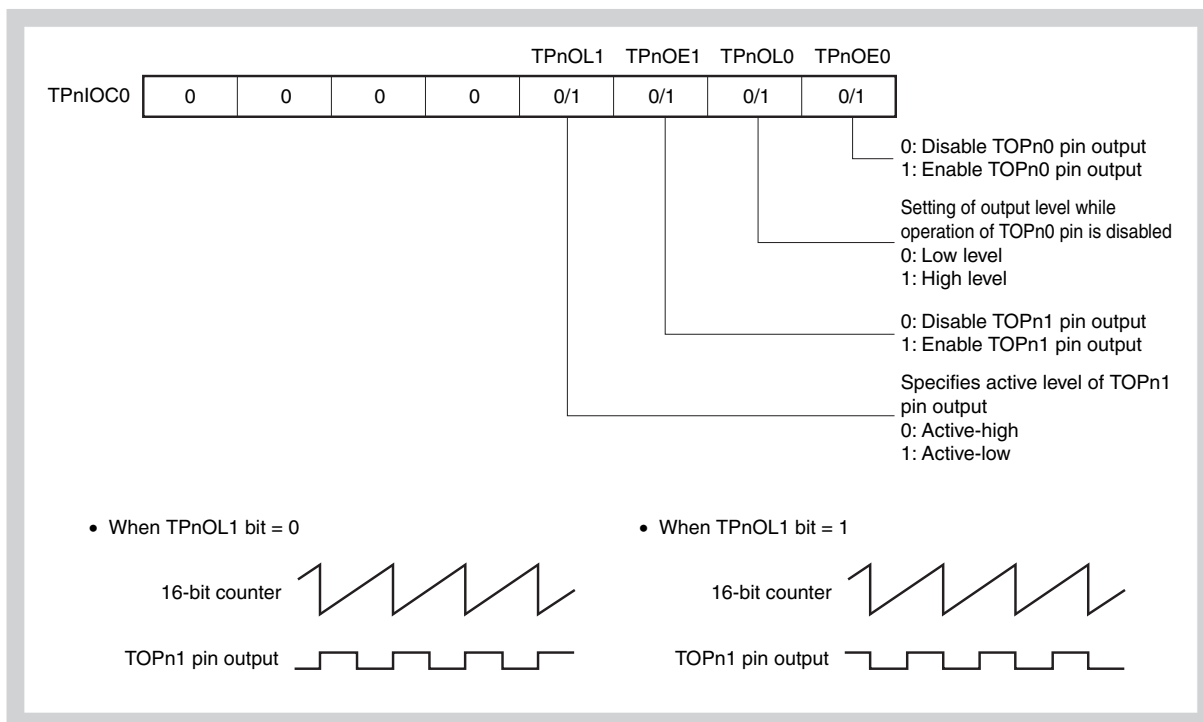 TPnOL1 TPnOE1 TPnOL0 TPnOE0
TPnIOC0 0 0 0 0 0/1 0/1 0/1 0/1
0: Disable TOPn0 pin output
1: Enable TOPn0 pin output
Setting of output level while
operation of TOPn0 pin is disabled
0: Low level
1: High level
0: Disable TOPn1 pin output
1: Enable TOPn1 pin output
Specifies active level of TOPn1
pin output
0: Active-high
1: Active-low
• When TPnOL1 bit = 0
16-bit counter
TOPn1 pin output
• When TPnOL1 bit = 1
16-bit counter
TOPn1 pin output